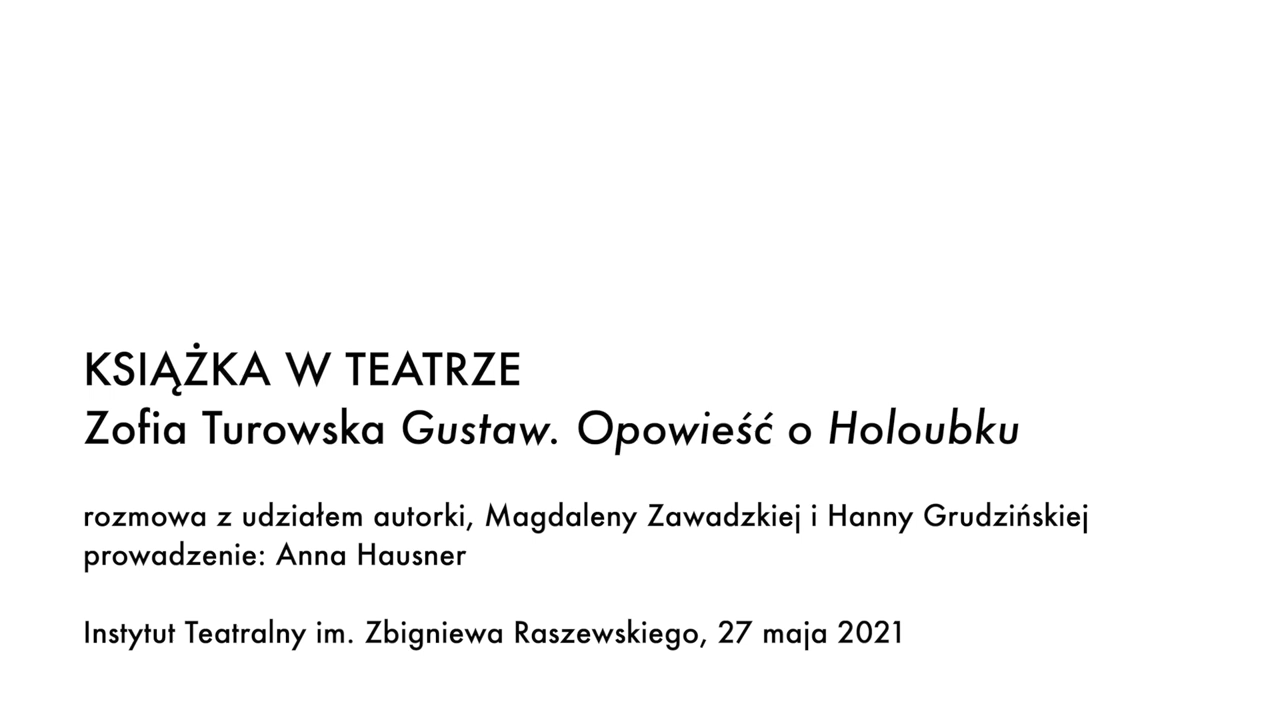 KSIĄŻKA W TEATRZE
Zofia Turowska Gustaw. Opowieść o Holoubku
rozmowa z udziałem autorki, Magdaleny Zawadzkiej i Hanny Grudzińskiej
prowadzenie: Anna Hausner
Instytut Teatralny im. Zbigniewa Raszewskiego, 27 maja 2021